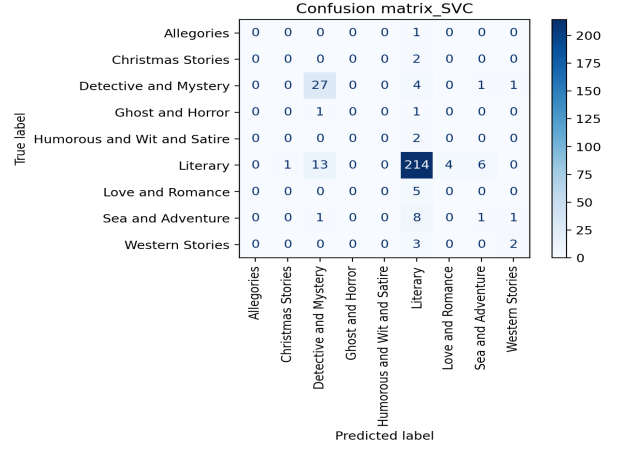 Confusion matrix_SVC
True label
Allegories 0 0 0 0 0 1 0 0 0
Christmas Stories 0 0 0 0 0 2 0 0 0
Detective and Mystery 0 0 27 0 0 4 0 1 1
Ghost and Horror 0 0 1 0 0 1 0 0 0
Humorous and Wit and Satire 0 0 0 0 0 2 0 0 0
Literary 0 1 13 0 0 214 4 6 0
Love and Romance 0 0 0 0 0 5 0 0 0
Sea and Adventure 0 0 1 0 0 8 0 1 1
Western Stories 0 0 0 0 0 3 0 0 2
Allegories
Christmas Stories
Detective and Mystery
Ghost and Horror
Humorous and Wit and Satire
Literary
Love and Romance
Sea and Adventure
Western Stories
Predicted label
200
175
150
125
100
75
50
25
0